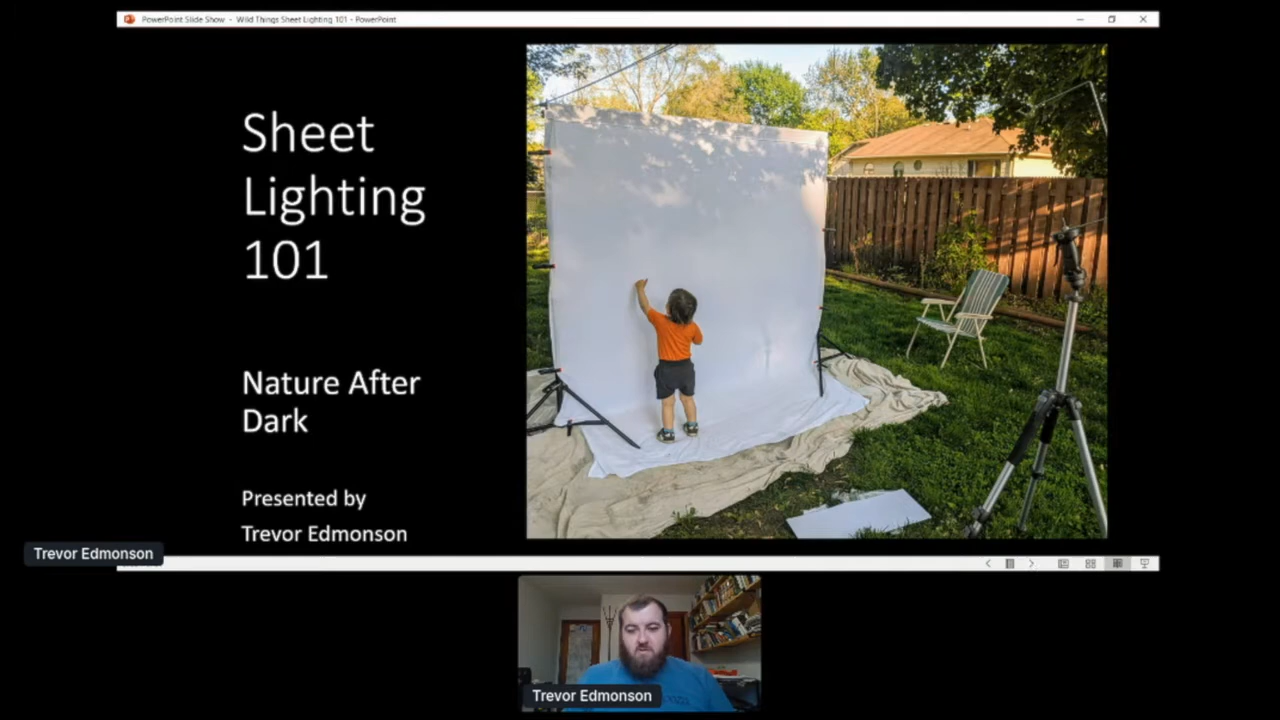 PowerPoint Slide Show - Wild Things Sheet Lighting 101 - PowerPoint
Sheet
Lighting
101
Nature After
Dark
Presented by
Trevor Edmonson
Trevor Edmonson
Trevor Edmonson